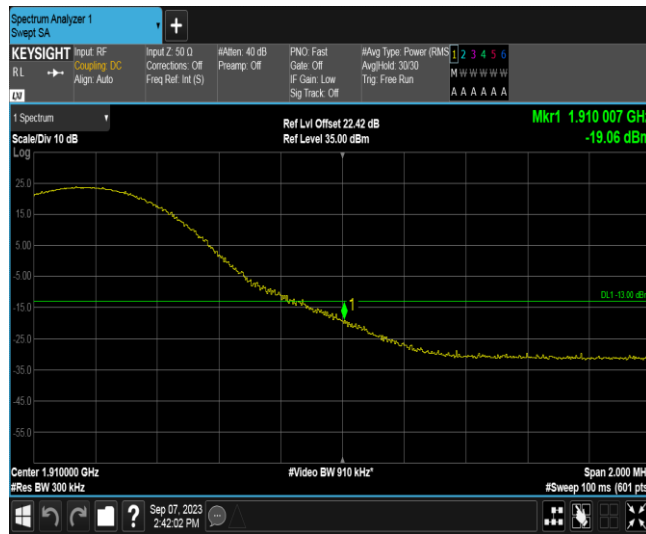 Spectrum Analyzer 1
Swept SA
+
KEYSIGHT
RL
LXI
Input: RF
Coupling: DC
Align: Auto
Input Z: 50 Ω
Corrections: Off
Freq Ref: Int (S)
#Atten: 40 dB
Preamp: Off
PNO: Fast
Gate: Off
IF Gain: Low
Sig Track: Off
#Avg Type: Power (RMS
Avg|Hold: 30/30
Trig: Free Run
1 2 3 4 5 6
M W W W W W
A A A A A A
1 Spectrum
Scale/Div 10 dB
Log
Ref Lvl Offset 22.42 dB
Ref Level 35.00 dBm
Mkr1 1.910 007 GHz
-19.06 dBm
25.0
15.0
5.00
-5.00
-15.0
-25.0
-35.0
-45.0
-55.0
DL1 -13.00 dBm
1
Center 1.910000 GHz
#Res BW 300 kHz
#Video BW 910 kHz*
Span 2.000 MH
#Sweep 100 ms (601 pts
?
Sep 07, 2023
2:42:02 PM